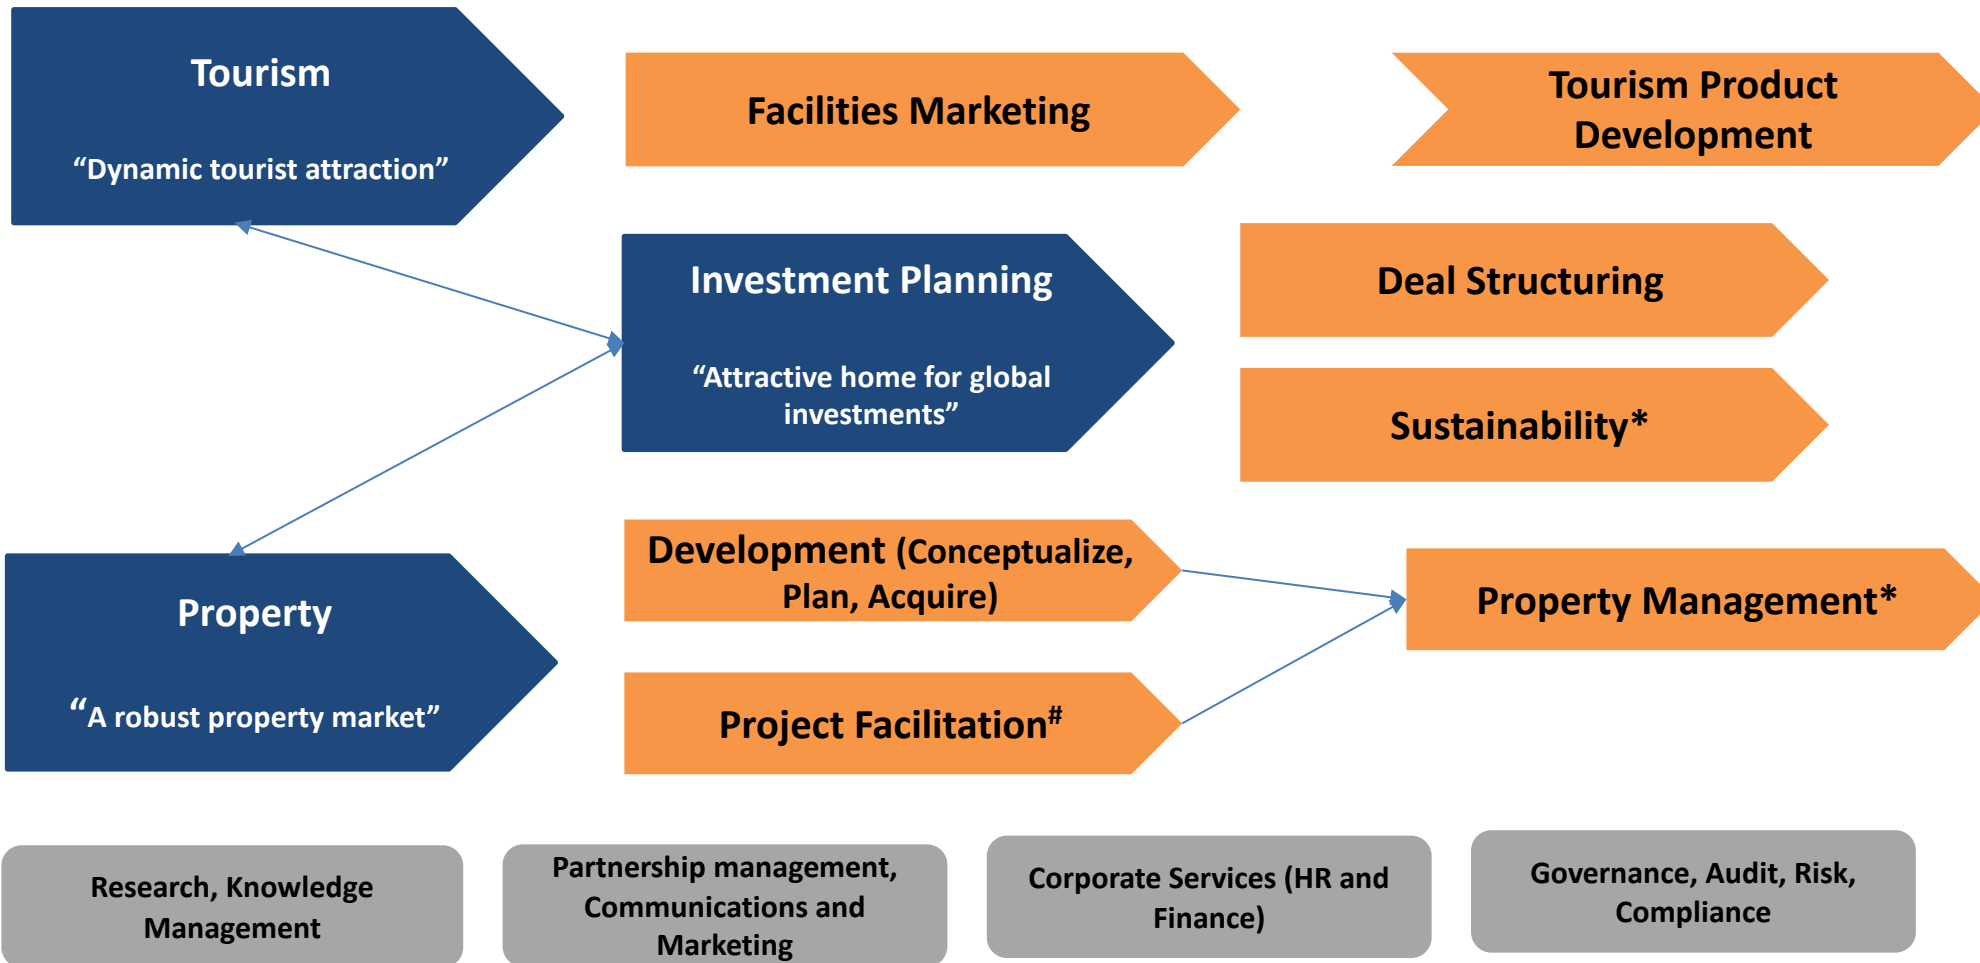 Tourism
“Dynamic tourist attraction”
Facilities Marketing
Tourism Product
Development
Investment Planning
“Attractive home for global
investments”
Deal Structuring
Sustainability*
Property
“A robust property market”
Development (Conceptualize,
Plan, Acquire)
Project Facilitation#
Property Management*
Research, Knowledge
Management
Partnership management,
Communications and
Marketing
Corporate Services (HR and
Finance)
Governance, Audit, Risk,
Compliance